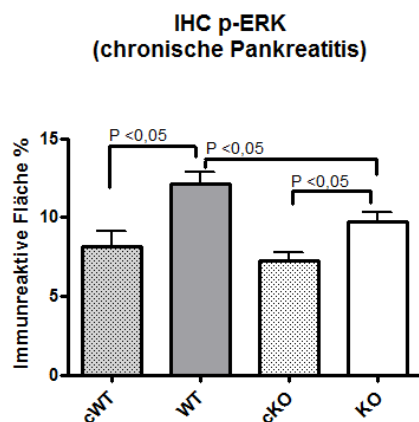 IHC p-ERK
(chronische Pankreatitis)
Immunreaktive Fläche %
15
10
5
0
P <0,05
P <0,05
P <0,05
cWT
WT
cKO
KO